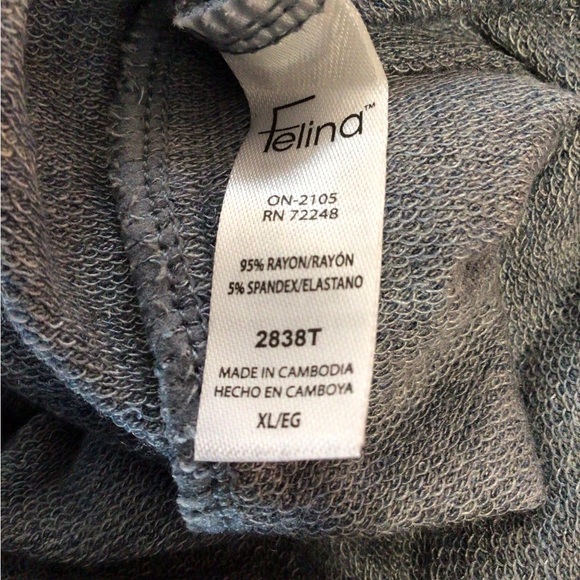 Felina™
ON-2105
RN 72248
95% RAYON/RAYÓN
5% SPANDEX/ELASTANO
2838T
MADE IN CAMBODIA
HECHO EN CAMBOYA
XL/EG